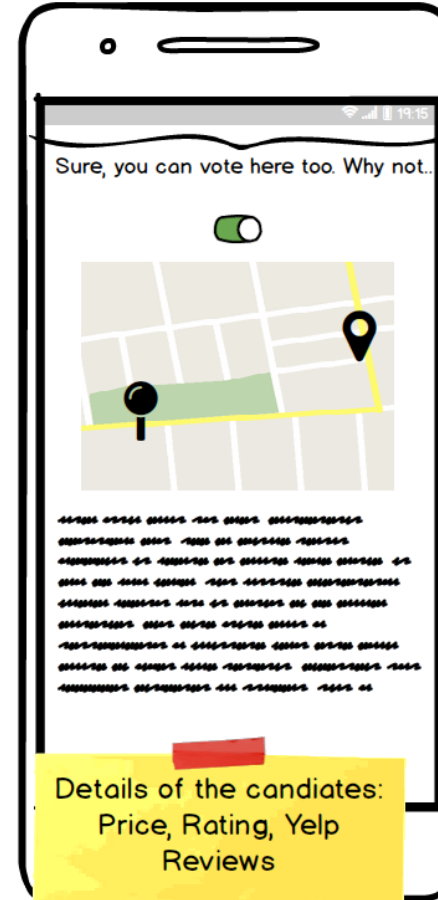 19:15
Sure, you can vote here too. Why not..
Details of the candiates:
Price, Rating, Yelp
Reviews